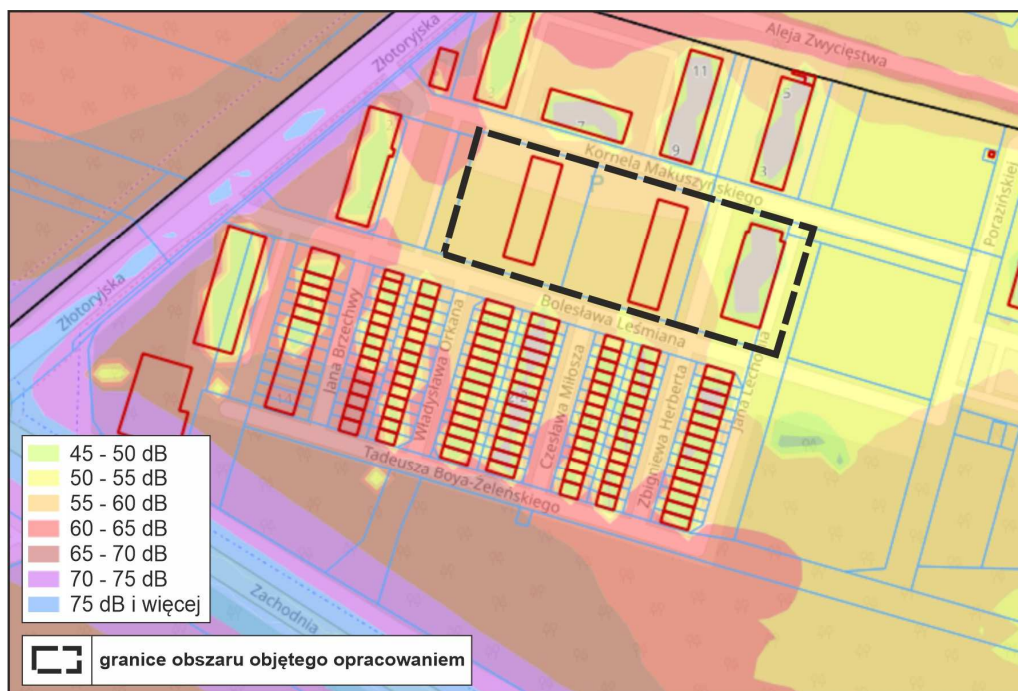 Złotoryjska
Aleja Zwycięstwa
11
5
7
9
3
Kornela Makuszyńskiego
P
Porazińskiej
Złotoryjska
Bolesława Leśmiana
Jana Brzechwy
Władysława Orkana
Czesława Miłosza
Zbigniewa Herberta
Jana Lechonia
14
Tadeusza Boya-Żeleńskiego
Zachodnia
45 - 50 dB
50 - 55 dB
55 - 60 dB
60 - 65 dB
65 - 70 dB
70 - 75 dB
75 dB i więcej
granice obszaru objętego opracowaniem